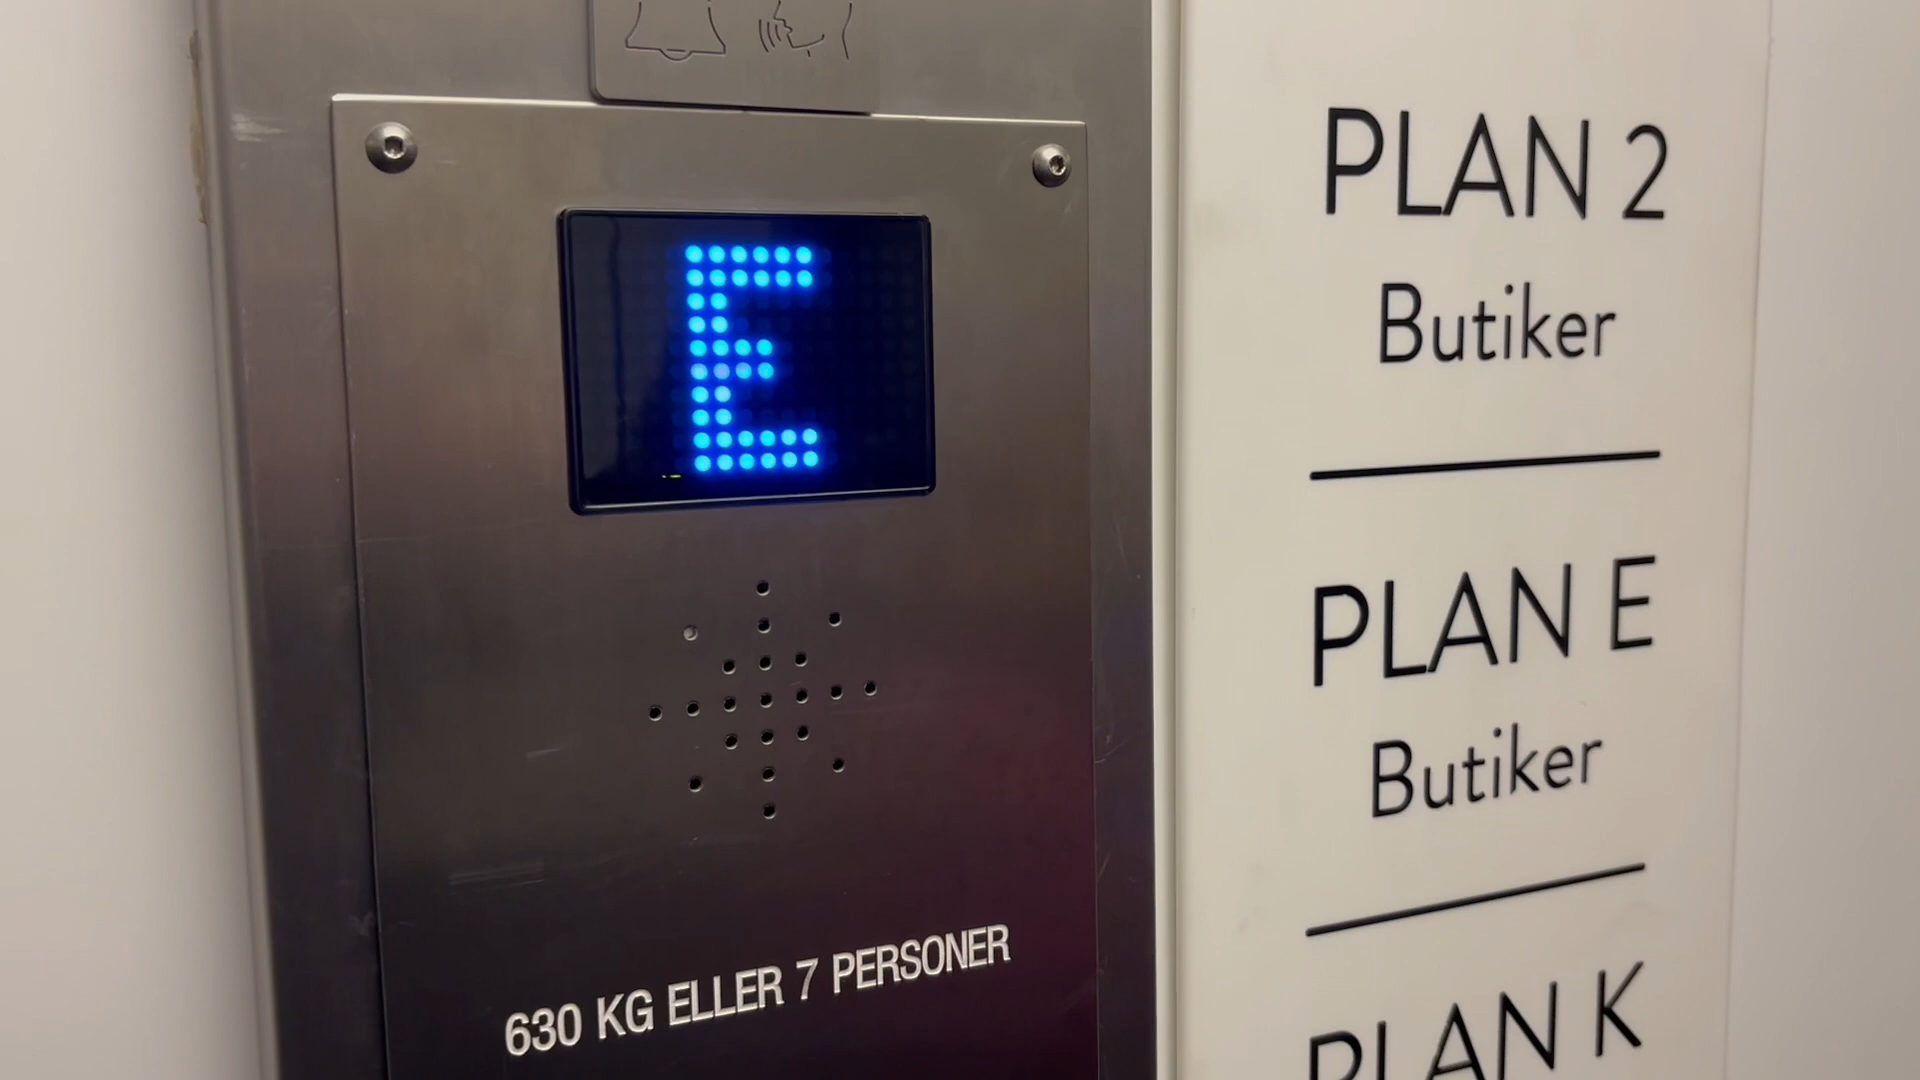 E
630 KG ELLER 7 PERSONER
PLAN 2
Butiker
PLAN E
Butiker
PLAN K